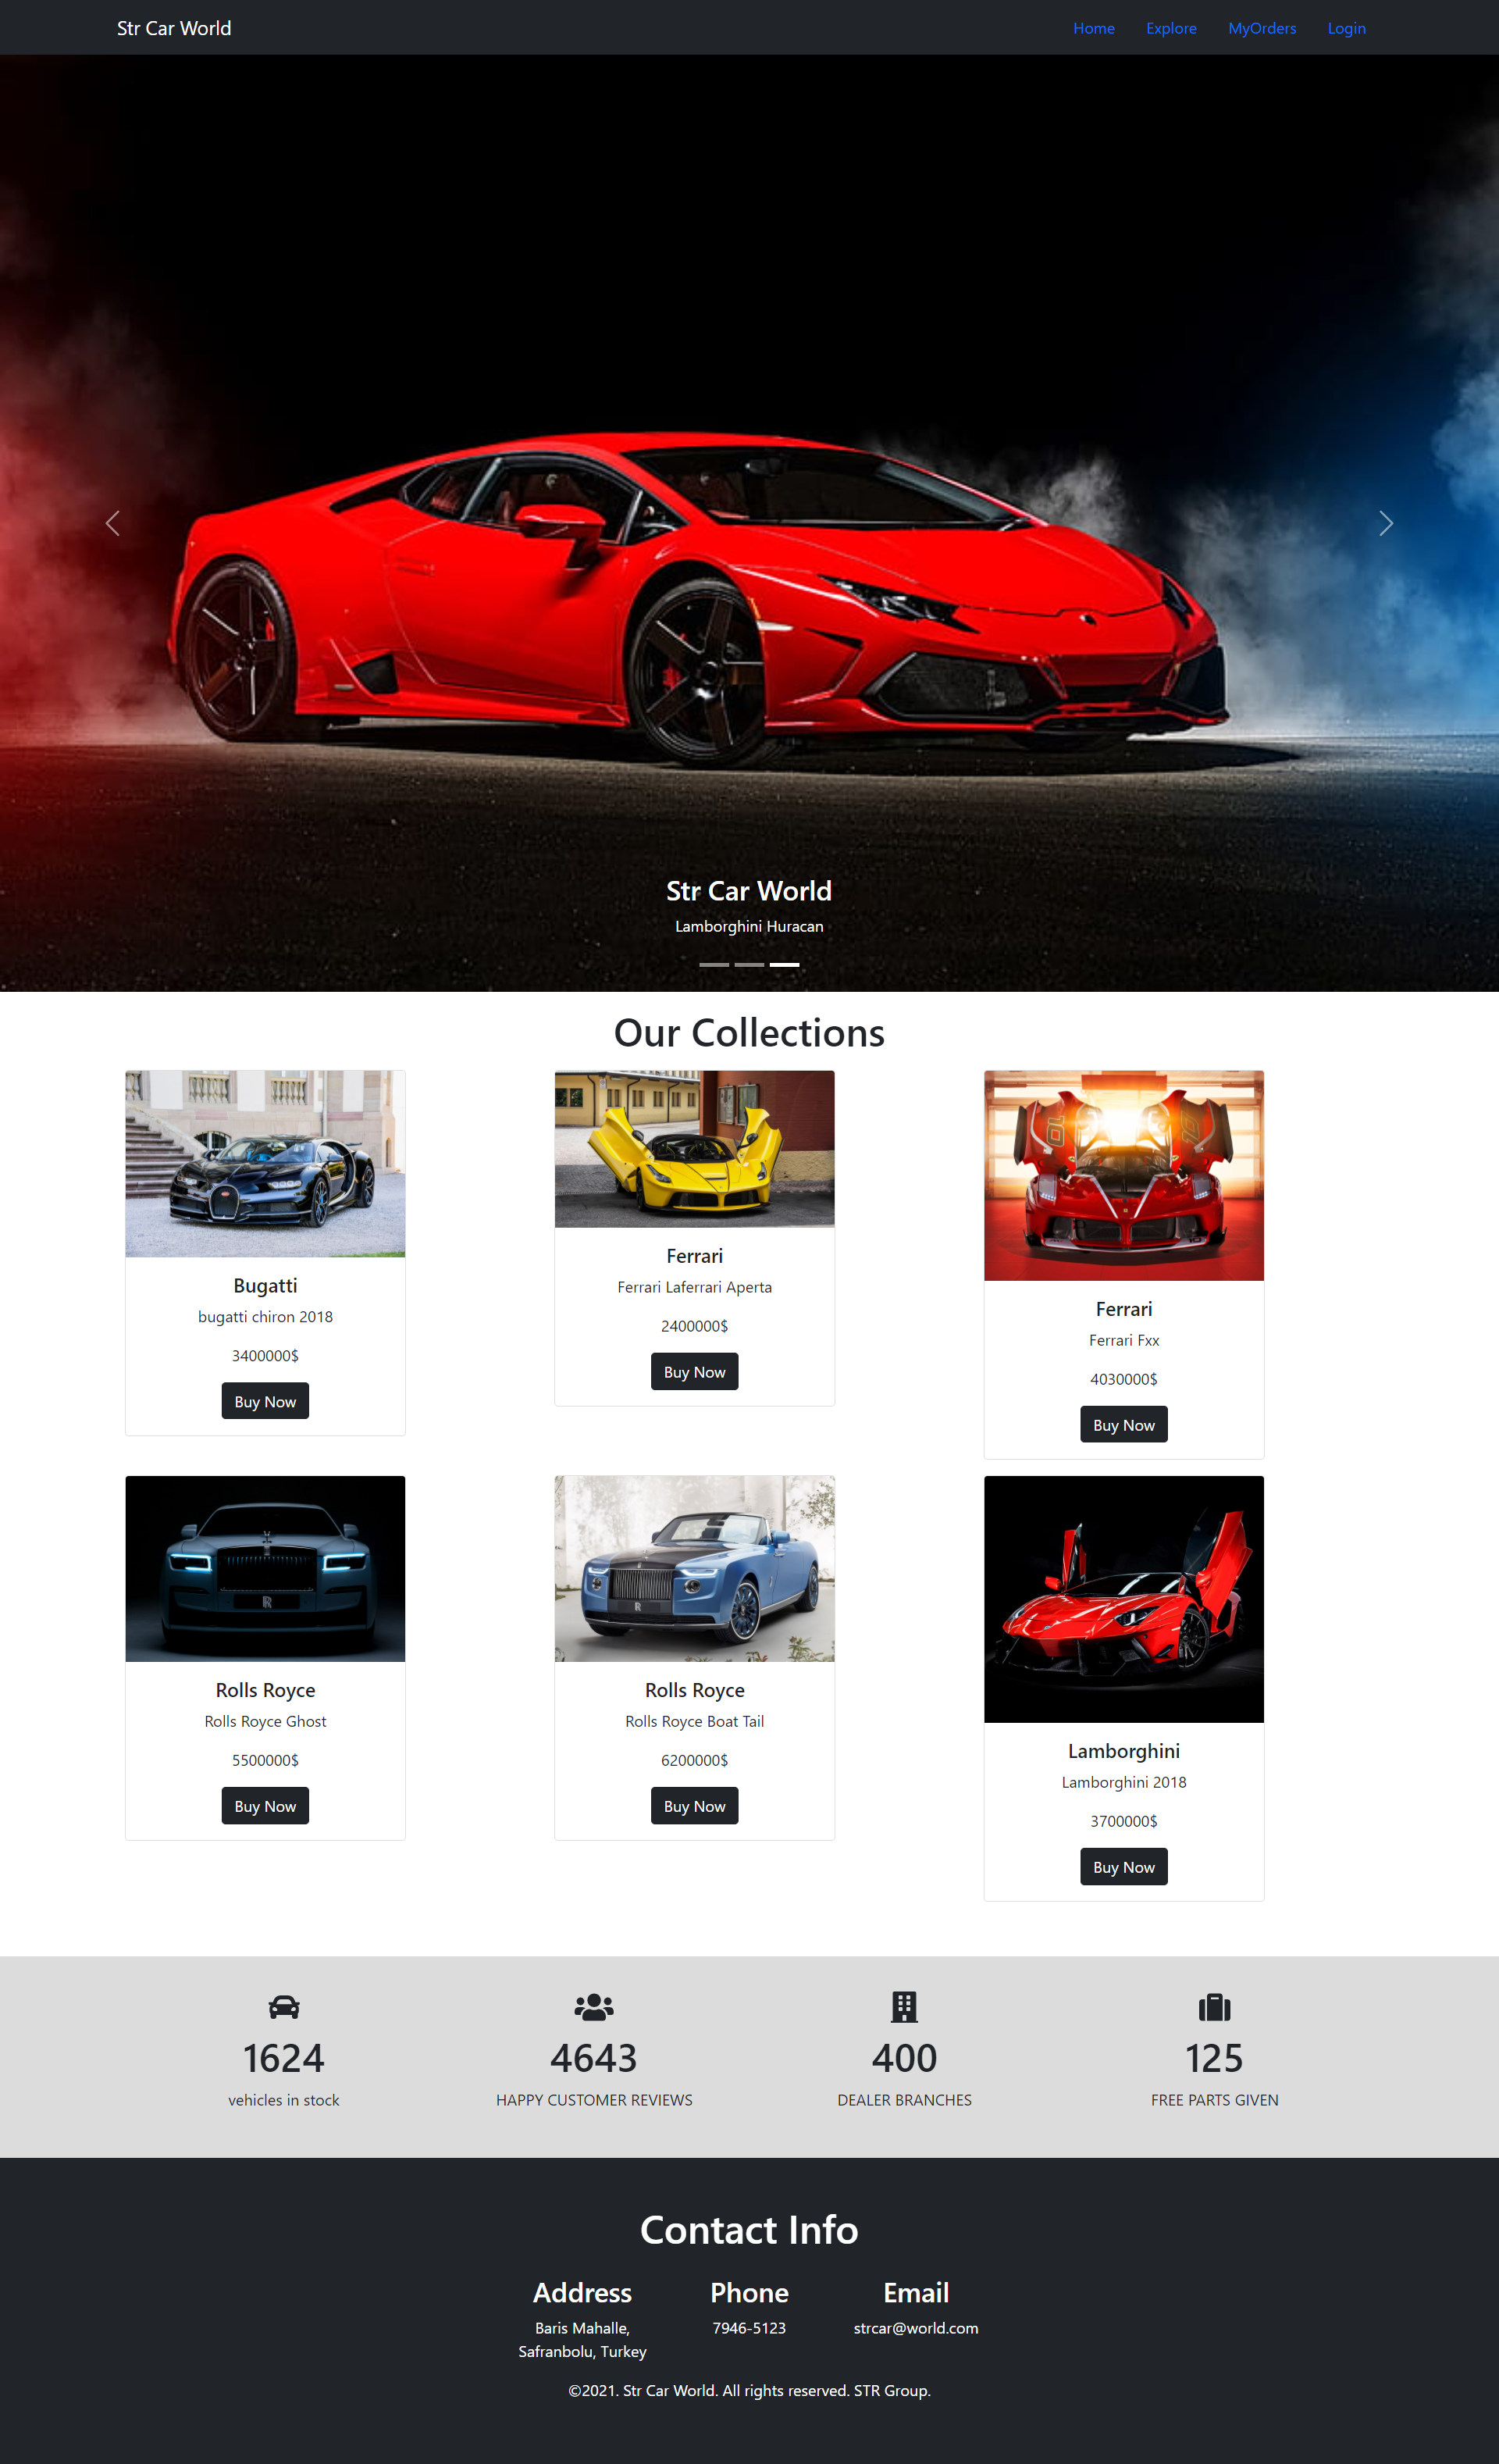 Str Car World
Home Explore MyOrders Login
Str Car World
Lamborghini Huracan
Our Collections
Bugatti
bugatti chiron 2018
3400000$
Buy Now
Ferrari
Ferrari Laferrari Aperta
2400000$
Buy Now
Ferrari
Ferrari Fxx
4030000$
Buy Now
Rolls Royce
Rolls Royce Ghost
5500000$
Buy Now
Rolls Royce
Rolls Royce Boat Tail
6200000$
Buy Now
Lamborghini
Lamborghini 2018
3700000$
Buy Now
1624
vehicles in stock
4643
HAPPY CUSTOMER REVIEWS
400
DEALER BRANCHES
125
FREE PARTS GIVEN
Contact Info
Address
Baris Mahalle,
Safranbolu, Turkey
Phone
7946-5123
Email
strcar@world.com
©2021. Str Car World. All rights reserved. STR Group.